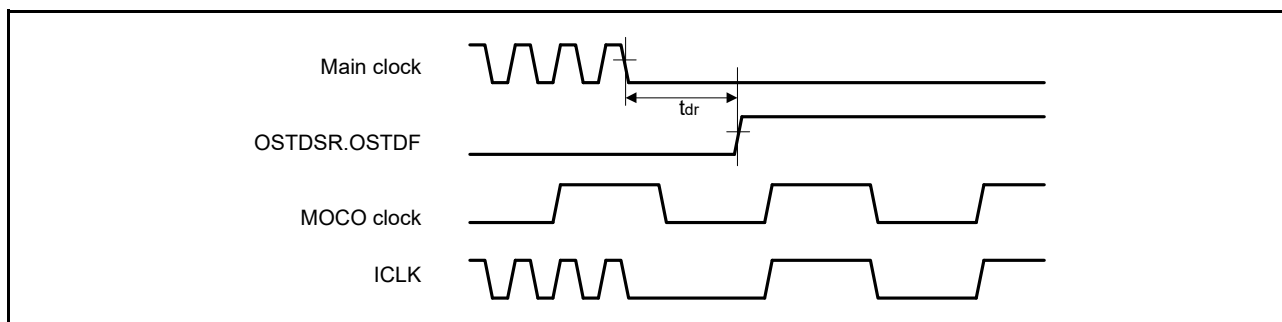 Main clock
tdr
OSTDSR.OSTDF
MOCO clock
ICLK